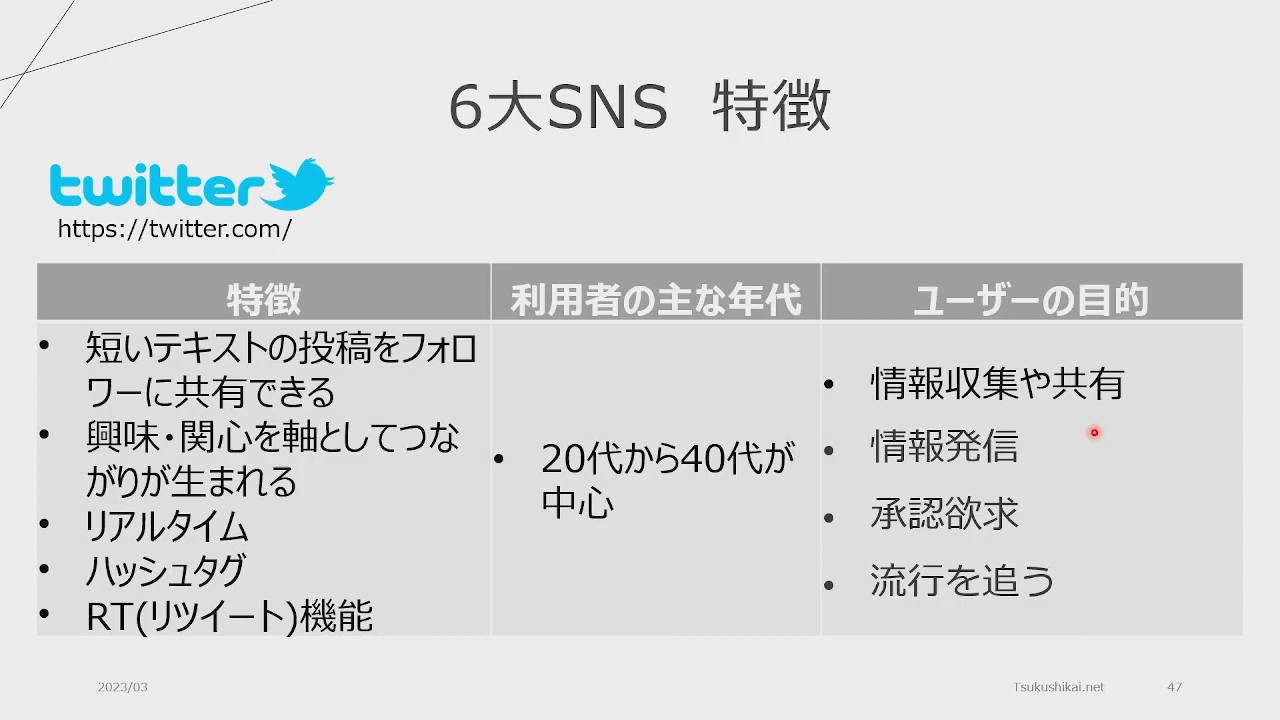 6大SNS 特徴
twitter
https://twitter.com/
特徴
利用者の主な年代
ユーザーの目的
• 短いテキストの投稿をフォロ
ワーに共有できる
• 興味・関心を軸としてつな
がりが生まれる
• リアルタイム
• ハッシュタグ
• RT(リツイート)機能
• 20代から40代が
中心
• 情報収集や共有
• 情報発信
• 承認欲求
• 流行を追う
2023/03
Tsukushikai.net
47